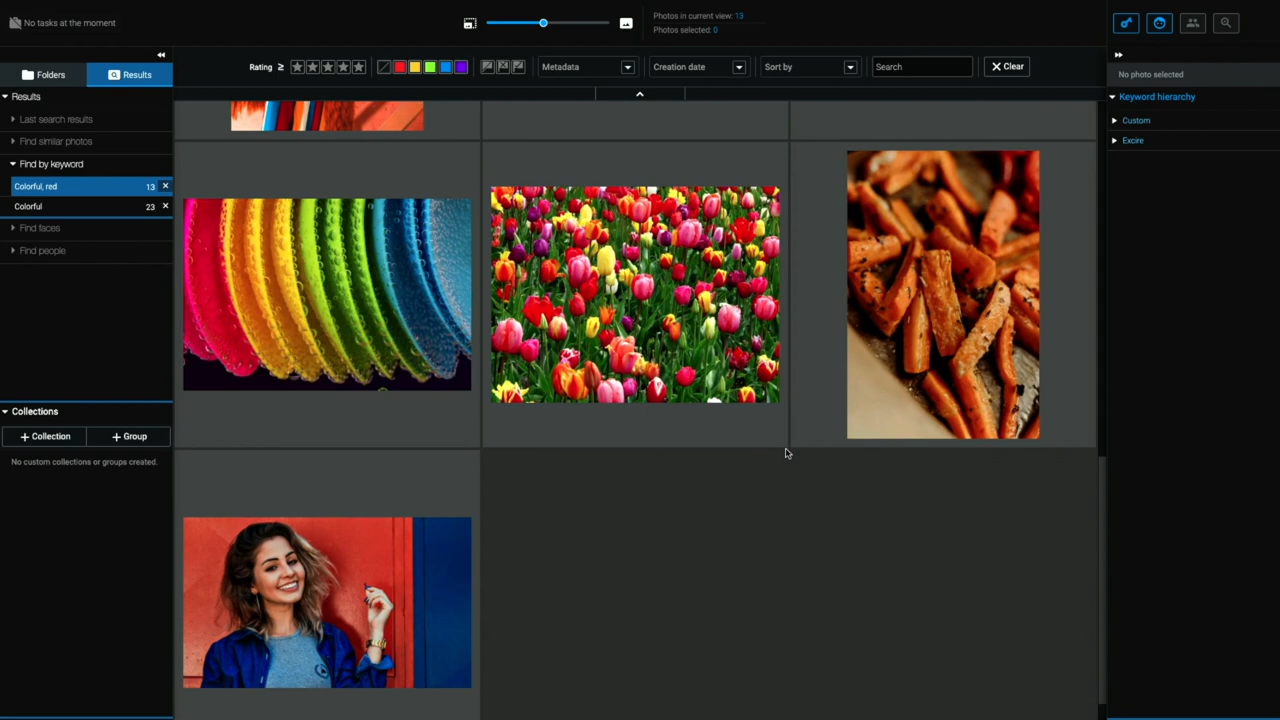 No tasks at the moment
Photos in current view: 13
Photos selected: 0
Folders
Results
Rating ≥
Metadata
Creation date
Sort by
Search
Clear
No photo selected
Results
Last search results
Find similar photos
Find by keyword
Colorful, red 13
Colorful 23
Find faces
Find people
Keyword hierarchy
Custom
Excire
Collections
+ Collection
+ Group
No custom collections or groups created.